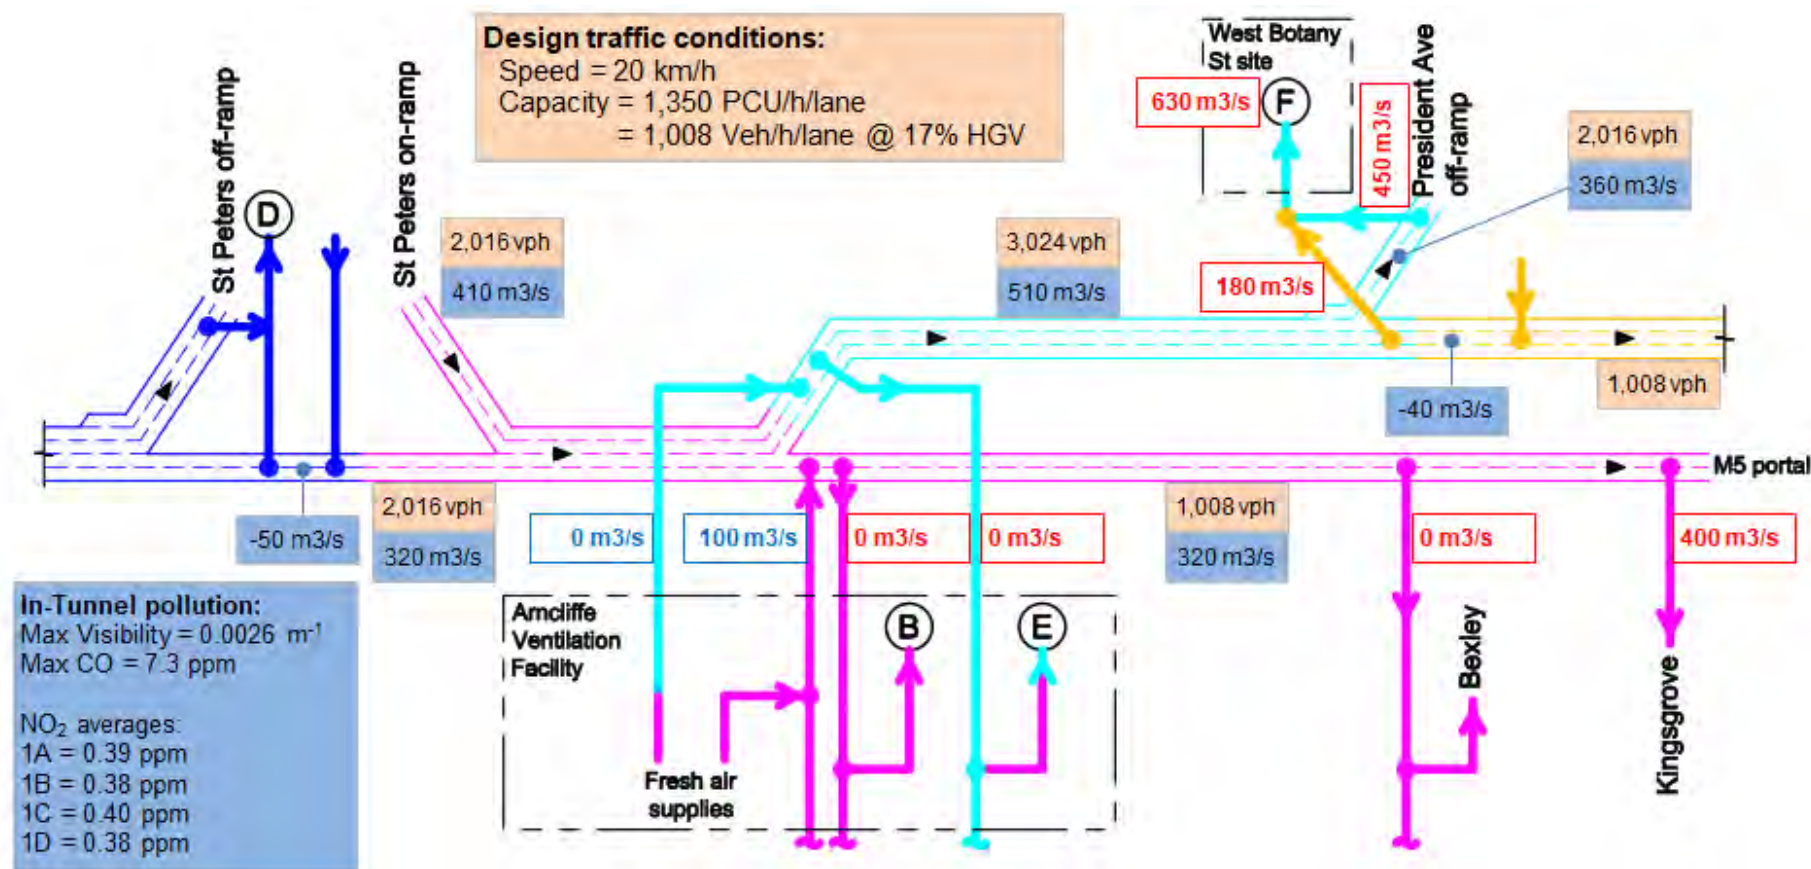 Design traffic conditions:
Speed = 20 km/h
Capacity = 1,350 PCU/h/lane
= 1,008 Veh/h/lane @ 17% HGV
St Peters off-ramp
D
St Peters on-ramp
2,016 vph
410 m3/s
3,024 vph
510 m3/s
West Botany
St site
630 m3/s
F
450 m3/s
President Ave
off-ramp
2,016 vph
360 m3/s
180 m3/s
-40 m3/s
1,008 vph
M5 portal
-50 m3/s
2,016 vph
320 m3/s
0 m3/s
100 m3/s
0 m3/s
0 m3/s
1,008 vph
320 m3/s
0 m3/s
400 m3/s
In-Tunnel pollution:
Max Visibility = 0.0026 m-1
Max CO = 7.3 ppm
NO2 averages:
1A = 0.39 ppm
1B = 0.38 ppm
1C = 0.40 ppm
1D = 0.38 ppm
Arncliffe
Ventilation
Facility
B
E
Fresh air
supplies
Bexley
Kingsgrove